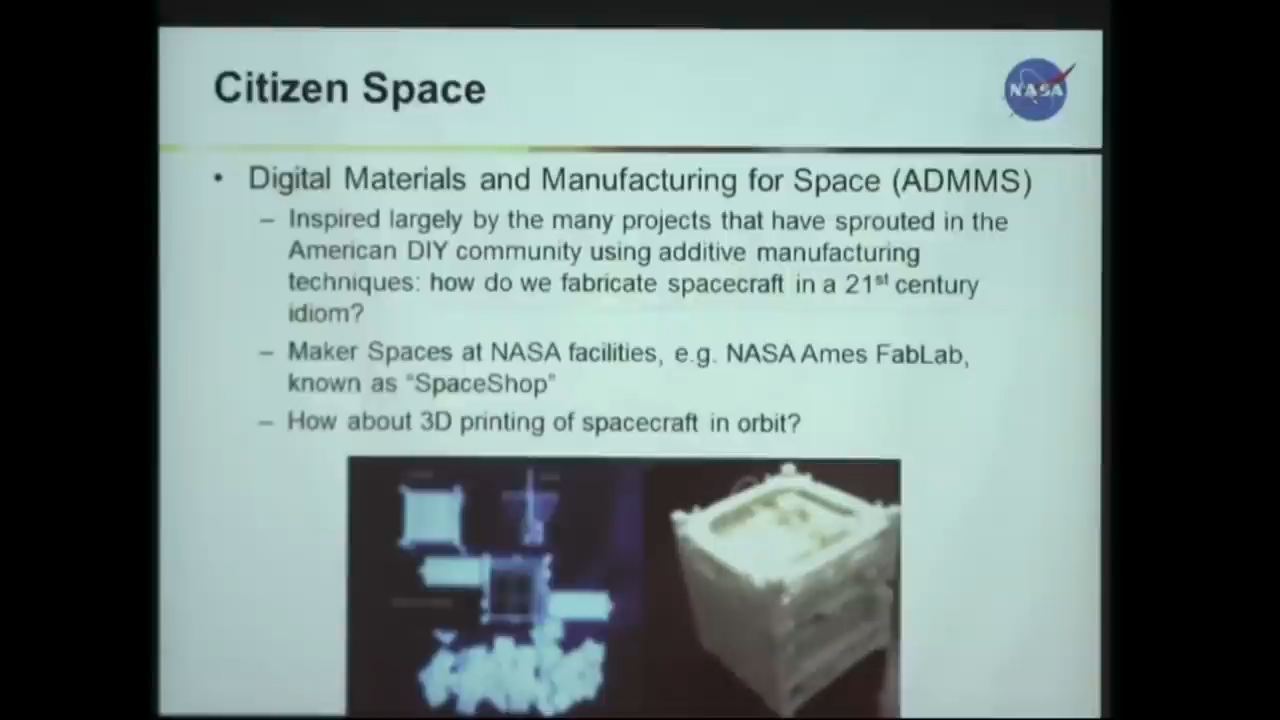 Citizen Space
NASA
• Digital Materials and Manufacturing for Space (ADMMS)
– Inspired largely by the many projects that have sprouted in the
American DIY community using additive manufacturing
techniques: how do we fabricate spacecraft in a 21st century
idiom?
– Maker Spaces at NASA facilities, e.g. NASA Ames FabLab,
known as “SpaceShop”
– How about 3D printing of spacecraft in orbit?